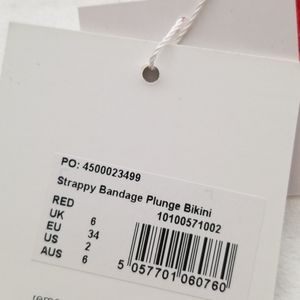 PO: 4500023499
Strappy Bandage Plunge Bikini
RED 10100571002
UK 6
EU 34
US 2
AUS 6
5 057701 060760